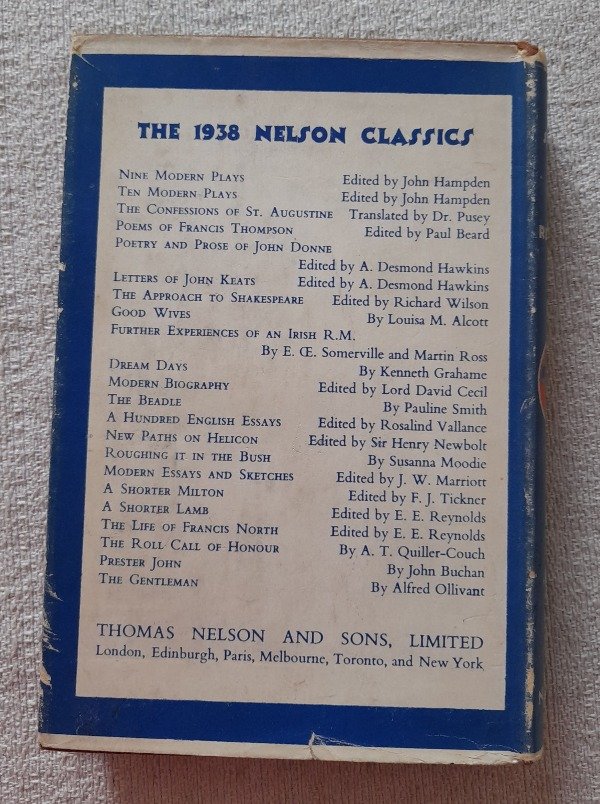 THE 1938 NELSON CLASSICS
NINE MODERN PLAYS Edited by John Hampden
TEN MODERN PLAYS Edited by John Hampden
THE CONFESSIONS OF ST. AUGUSTINE Translated by Dr. Pusey
POEMS OF FRANCIS THOMPSON Edited by Paul Beard
POETRY AND PROSE OF JOHN DONNE
Edited by A. Desmond Hawkins
LETTERS OF JOHN KEATS Edited by A. Desmond Hawkins
THE APPROACH TO SHAKESPEARE Edited by Richard Wilson
GOOD WIVES By Louisa M. Alcott
FURTHER EXPERIENCES OF AN IRISH R.M.
By E. Œ. Somerville and Martin Ross
DREAM DAYS By Kenneth Grahame
MODERN BIOGRAPHY Edited by Lord David Cecil
THE BEADLE By Pauline Smith
A HUNDRED ENGLISH ESSAYS Edited by Rosalind Vallance
NEW PATHS ON HELICON Edited by Sir Henry Newbolt
ROUGHING IT IN THE BUSH By Susanna Moodie
MODERN ESSAYS AND SKETCHES Edited by J. W. Marriott
A SHORTER MILTON Edited by F. J. Tickner
A SHORTER LAMB Edited by E. E. Reynolds
THE LIFE OF FRANCIS NORTH Edited by E. E. Reynolds
THE ROLL CALL OF HONOUR By A. T. Quiller-Couch
PRESTER JOHN By John Buchan
THE GENTLEMAN By Alfred Ollivant
THOMAS NELSON AND SONS, LIMITED
London, Edinburgh, Paris, Melbourne, Toronto, and New York